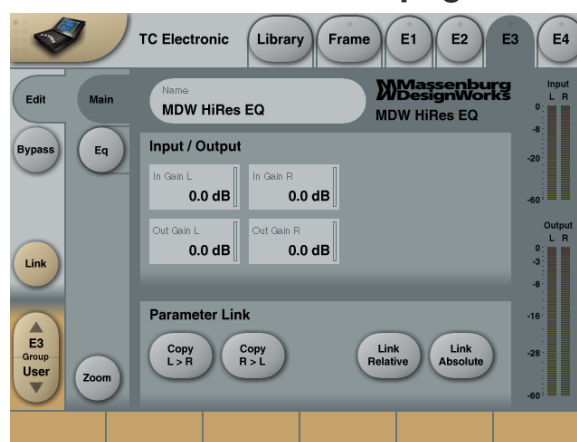 TC Electronic
Library
Frame
E1
E2
E3
E4
Edit
Main
Name
MDW HiRes EQ
Massenburg
DesignWorks
MDW HiRes EQ
Input
L R
0
-8
-20
-60
Bypass
Eq
Input / Output
In Gain L
0.0 dB
In Gain R
0.0 dB
Out Gain L
0.0 dB
Out Gain R
0.0 dB
Output
L R
0
-3
-8
-16
-28
-60
Link
Parameter Link
Copy
L > R
Copy
R > L
Link
Relative
Link
Absolute
E3
Group
User
Zoom